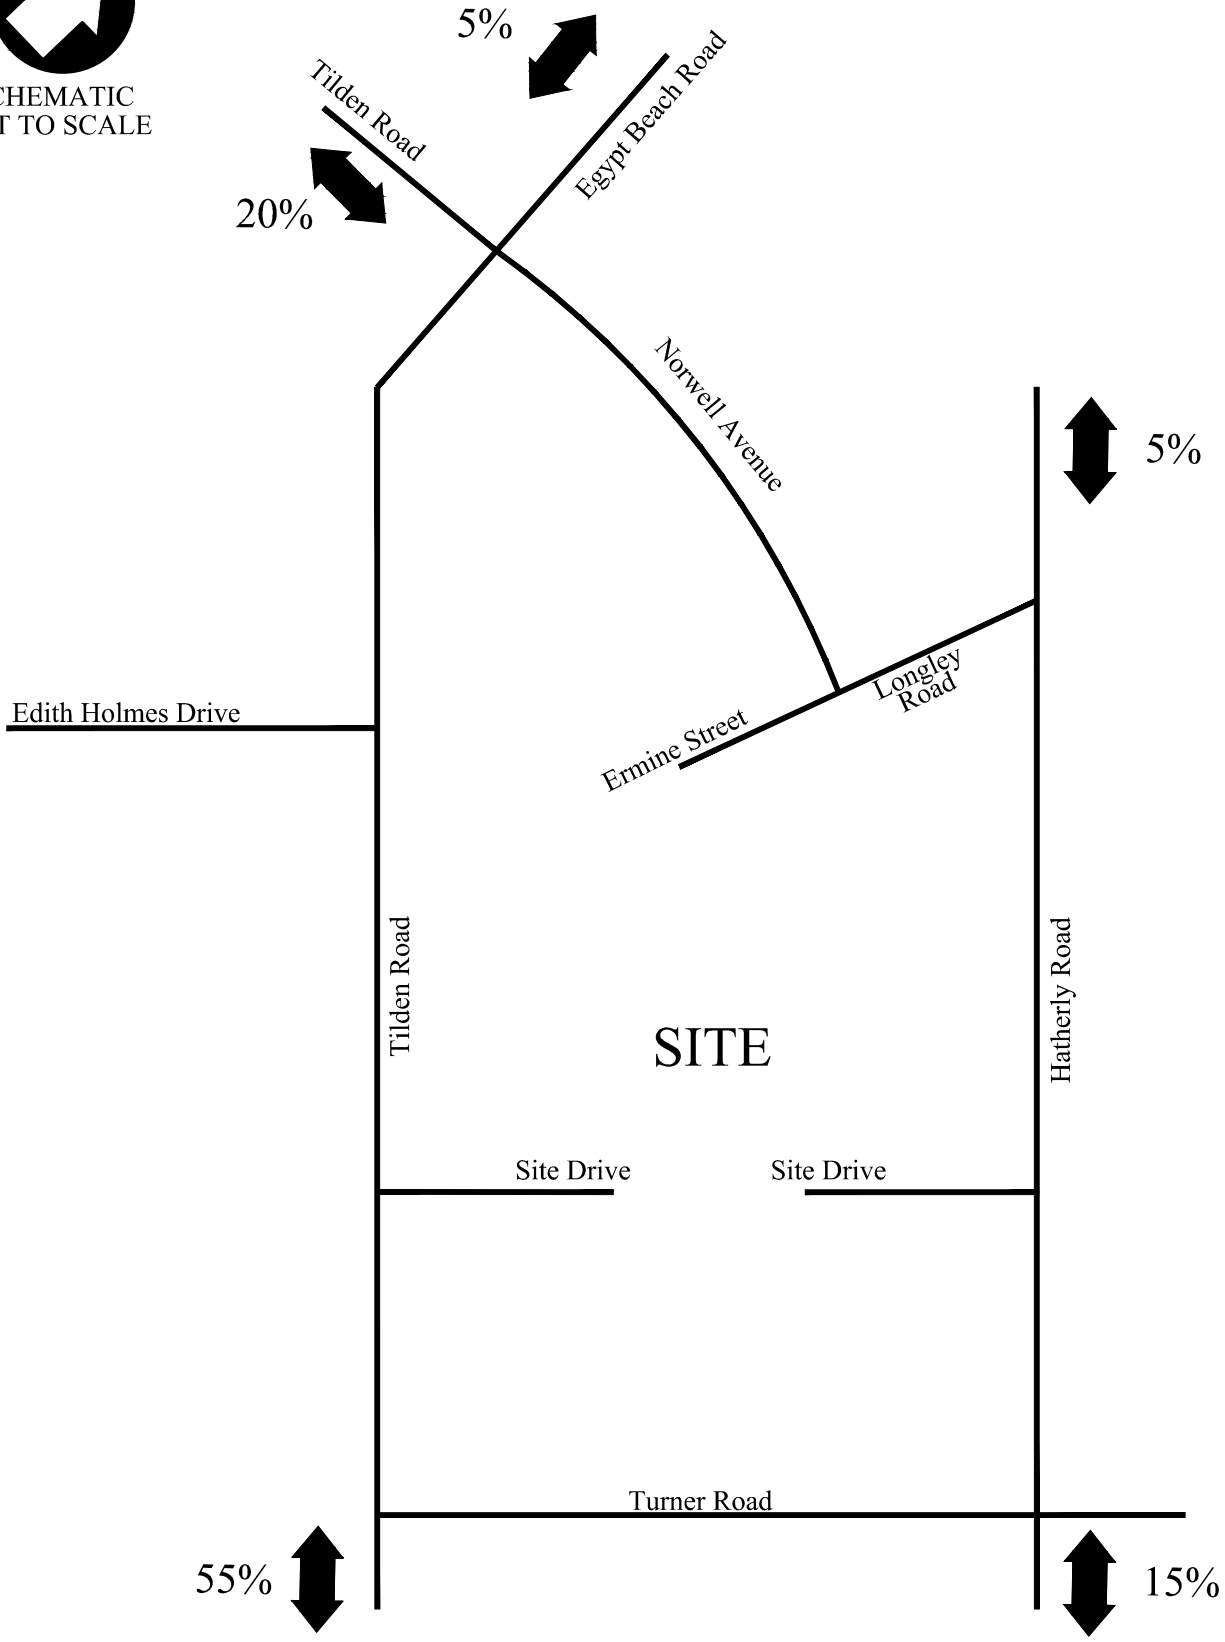 5%
Tilden Road
Egypt Beach Road
CHEMATIC
T TO SCALE
20%
Norwell Avenue
5%
Longley
Road
Edith Holmes Drive
Ermine Street
Tilden Road
Hatherly Road
SITE
Site Drive
Site Drive
Turner Road
55%
15%